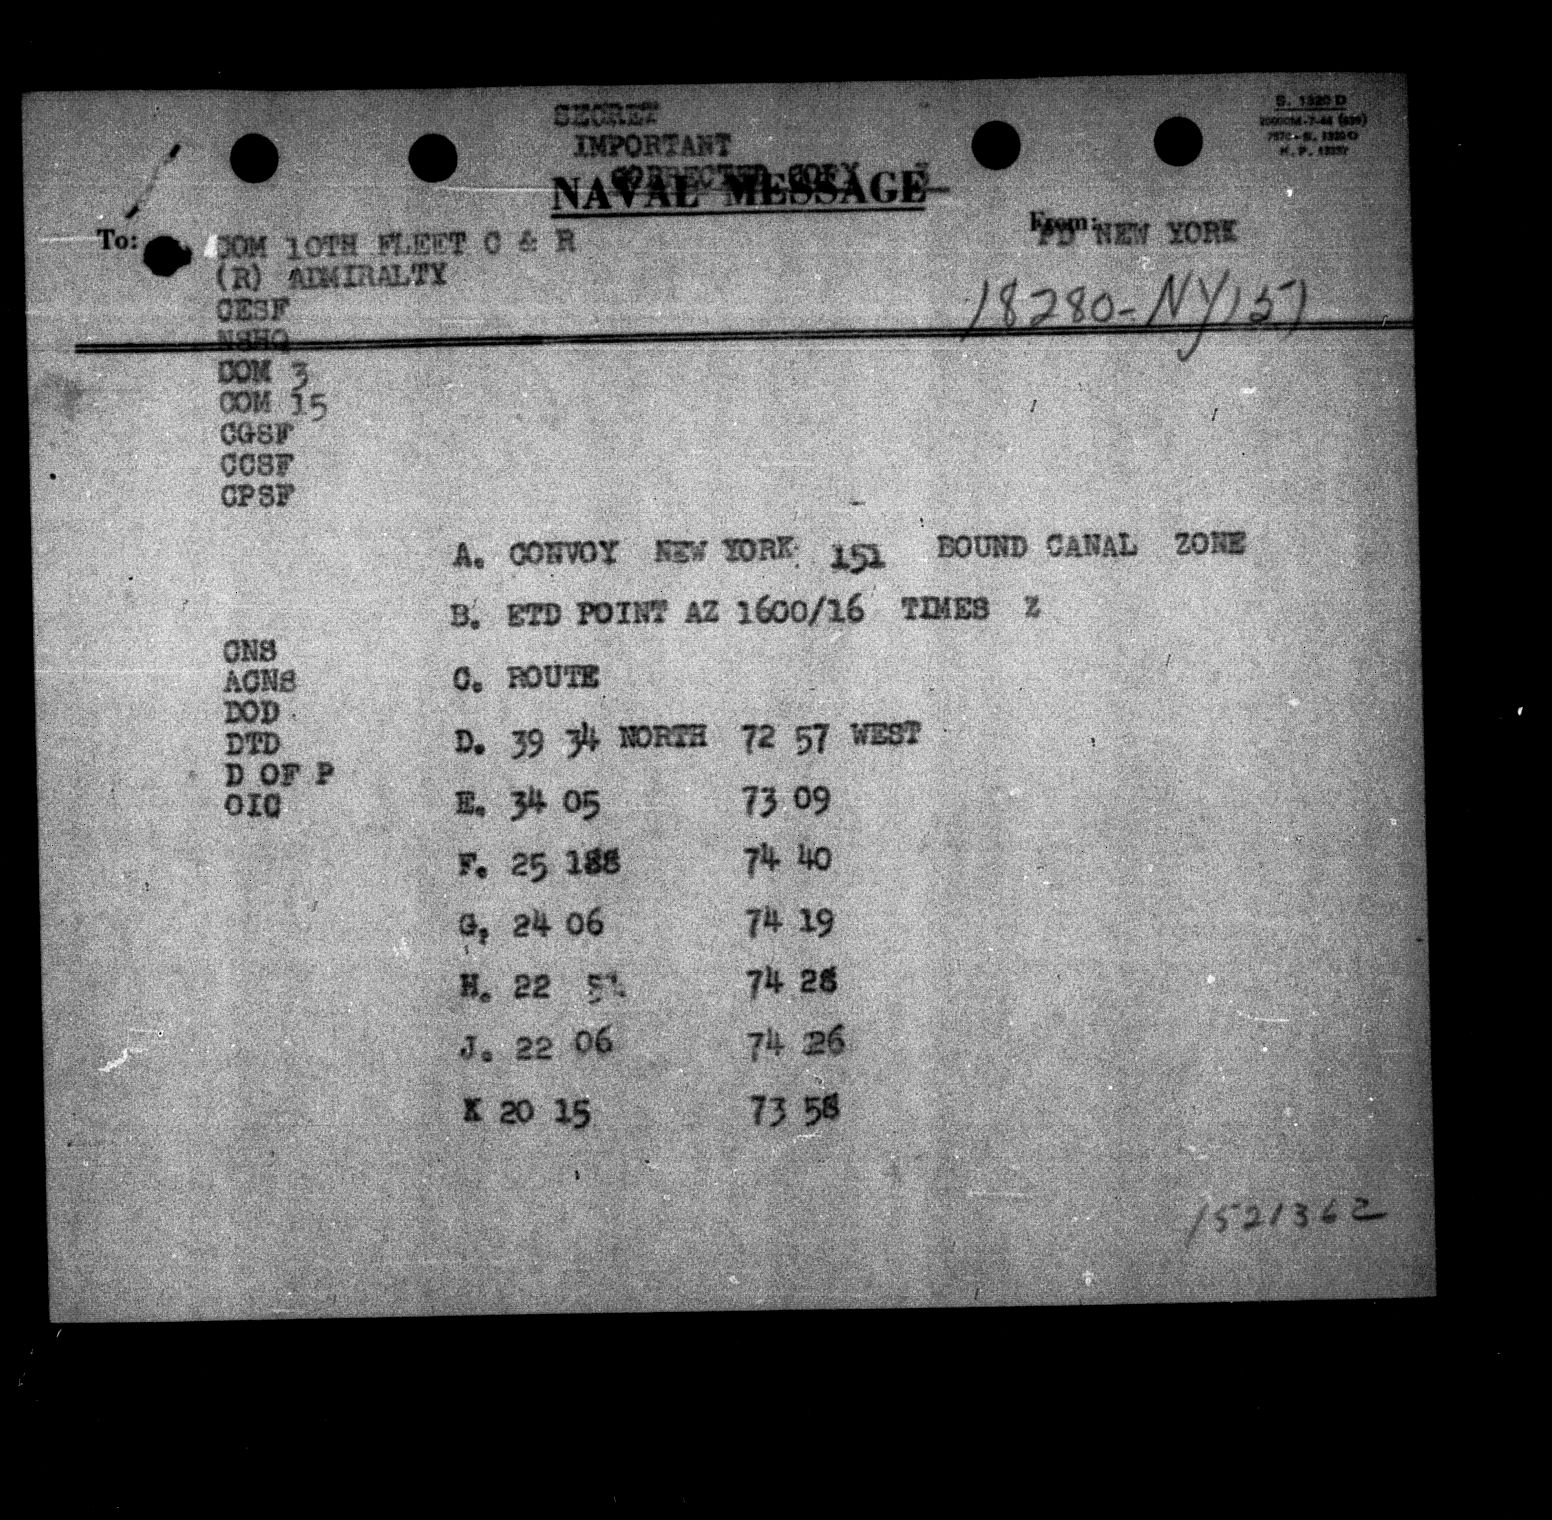 SECRET
IMPORTANT
CORRECTED COPY
NAVAL MESSAGE
S. 1320 D
To:
From:
COM 10TH FLEET C & R
PD NEW YORK
(R) ADMIRALTY
CESF
18280-NY151
NSHQ
COM 3
COM 15
CGSF
CCSF
CPSF
A. CONVOY NEW YORK 151 BOUND CANAL ZONE
B. ETD POINT AZ 1600/16 TIMES Z
CNS
ACNS
C. ROUTE
DOD
DTD
D. 39 34 NORTH 72 57 WEST
D OF P
OIC
E. 34 05 73 09
F. 25 188 74 40
G. 24 06 74 19
H. 22 74 28
J. 22 06 74 26
K 20 15 73 58
152136Z